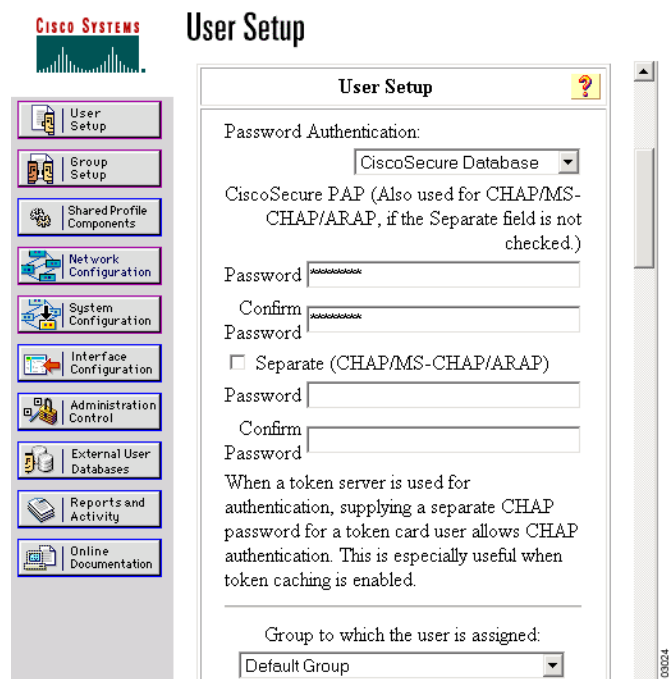 CISCO SYSTEMS
User Setup
User
Setup
Group
Setup
Shared Profile
Components
Network
Configuration
System
Configuration
Interface
Configuration
Administration
Control
External User
Databases
Reports and
Activity
Online
Documentation
User Setup
?
Password Authentication:
CiscoSecure Database
CiscoSecure PAP (Also used for CHAP/MS-
CHAP/ARAP, if the Separate field is not
checked.)
Password *********
Confirm
Password *********
Separate (CHAP/MS-CHAP/ARAP)
Password
Confirm
Password
When a token server is used for
authentication, supplying a separate CHAP
password for a token card user allows CHAP
authentication. This is especially useful when
token caching is enabled.
Group to which the user is assigned:
Default Group